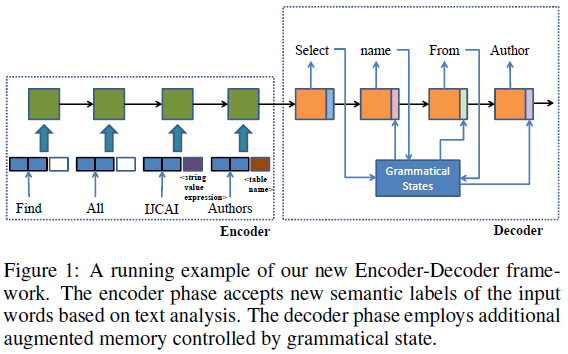 Select name From Author
Grammatical
States
<string
value
expression>
<table
name>
Find All IJCAI Authors
Encoder
Decoder
Figure 1: A running example of our new Encoder-Decoder frame-
work. The encoder phase accepts new semantic labels of the input
words based on text analysis. The decoder phase employs additional
augmented memory controlled by grammatical state.